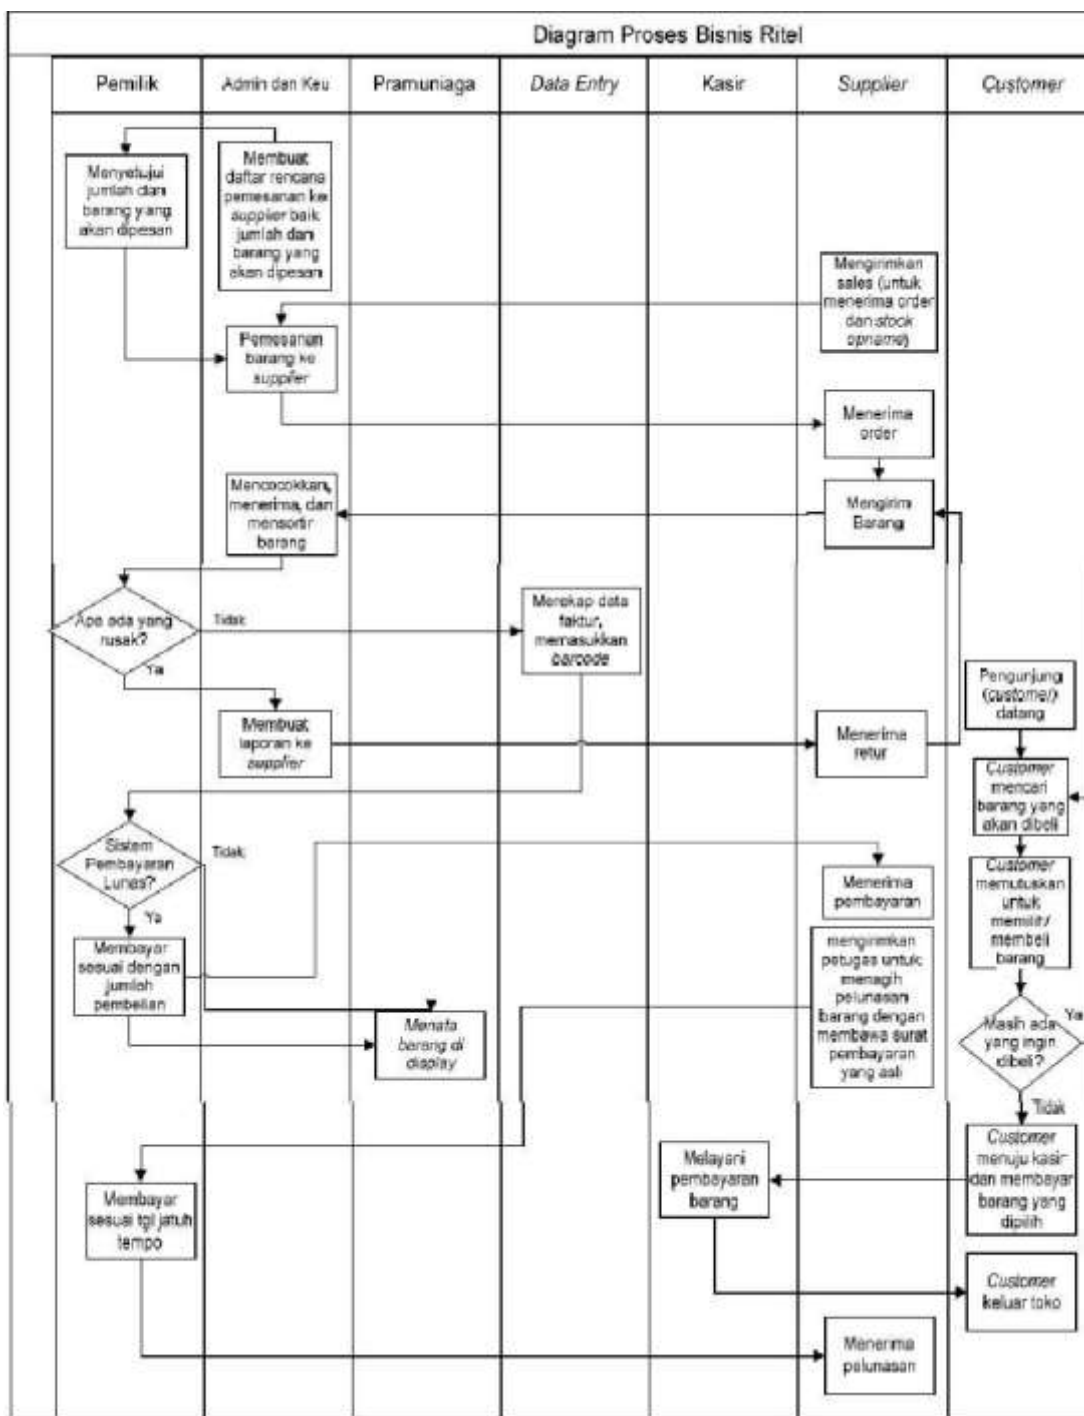 Diagram Proses Bisnis Ritel
Pemilik
Admin dan Keu
Pramuniaga
Data Entry
Kasir
Supplier
Customer
Menyetujui
jumlah dan
barang yang
akan dipesan
Membuat
daftar rencana
pemesanan ke
supplier baik
jumlah dan
barang yang
akan dipesan
Mengirimkan
sales (untuk
menerima order
dan stock
opname)
Pemesanan
barang ke
supplier
Menerima
order
Mencocokkan,
menerima, dan
mensortir
barang
Mengirim
Barang
Apa ada yang
rusak?
Tidak
Ya
Merekap data
faktur,
memasukkan
barcode
Pengunjung
(customer)
datang
Membuat
laporan ke
supplier
Menerima
retur
Customer
mencari
barang yang
akan dibeli
Sistem
Pembayaran
Lunas?
Tidak
Ya
Menerima
pembayaran
Customer
memutuskan
untuk
memilit/
membeli
barang
Membayar
sesuai dengan
jumlah
pembelian
mengirimkan
petugas untuk
menagih
pelunasan
barang dengan
membawa surat
pembayaran
yang asli
Menata
barang di
display
Masih ada
yang ingin
dibeli?
Ya
Tidak
Membayar
sesuai tgl jatuh
tempo
Melayani
pembayaran
barang
Customer
menuju kasir
dan membayar
barang yang
dipilih
Customer
keluar toko
Menerima
pelunasan